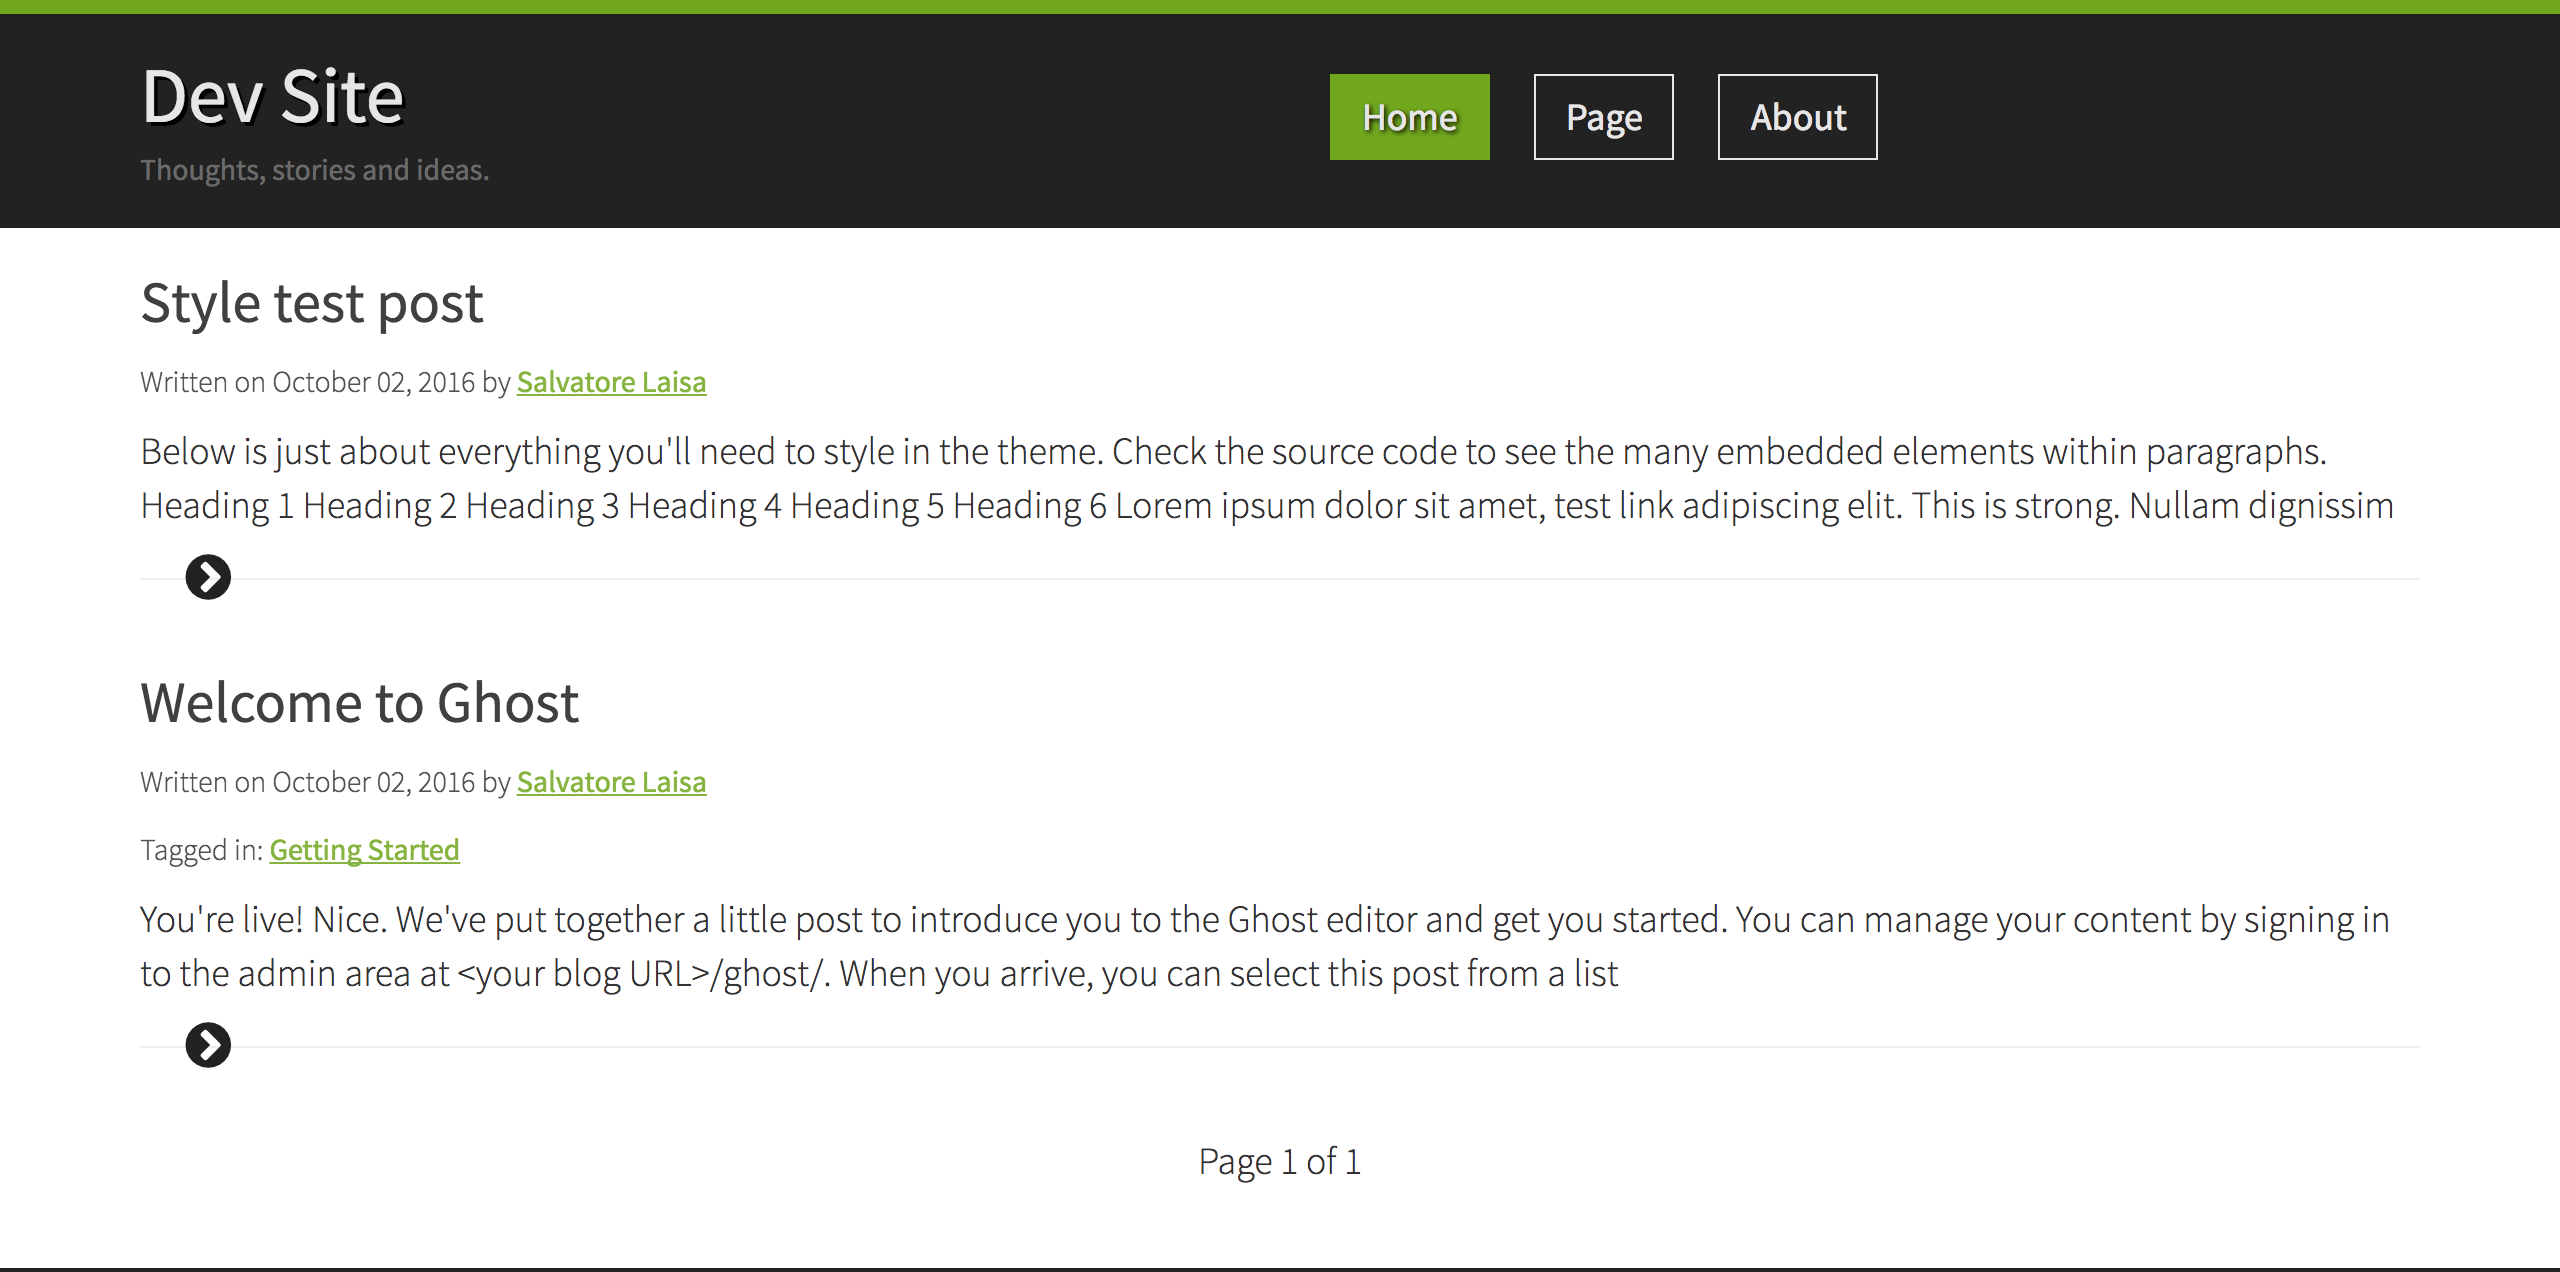 Dev Site
Thoughts, stories and ideas.
Home
Page
About
Style test post
Written on October 02, 2016 by Salvatore Laisa
Below is just about everything you'll need to style in the theme. Check the source code to see the many embedded elements within paragraphs.
Heading 1 Heading 2 Heading 3 Heading 4 Heading 5 Heading 6 Lorem ipsum dolor sit amet, test link adipiscing elit. This is strong. Nullam dignissim
Welcome to Ghost
Written on October 02, 2016 by Salvatore Laisa
Tagged in: Getting Started
You're live! Nice. We've put together a little post to introduce you to the Ghost editor and get you started. You can manage your content by signing in
to the admin area at <your blog URL>/ghost/. When you arrive, you can select this post from a list
Page 1 of 1